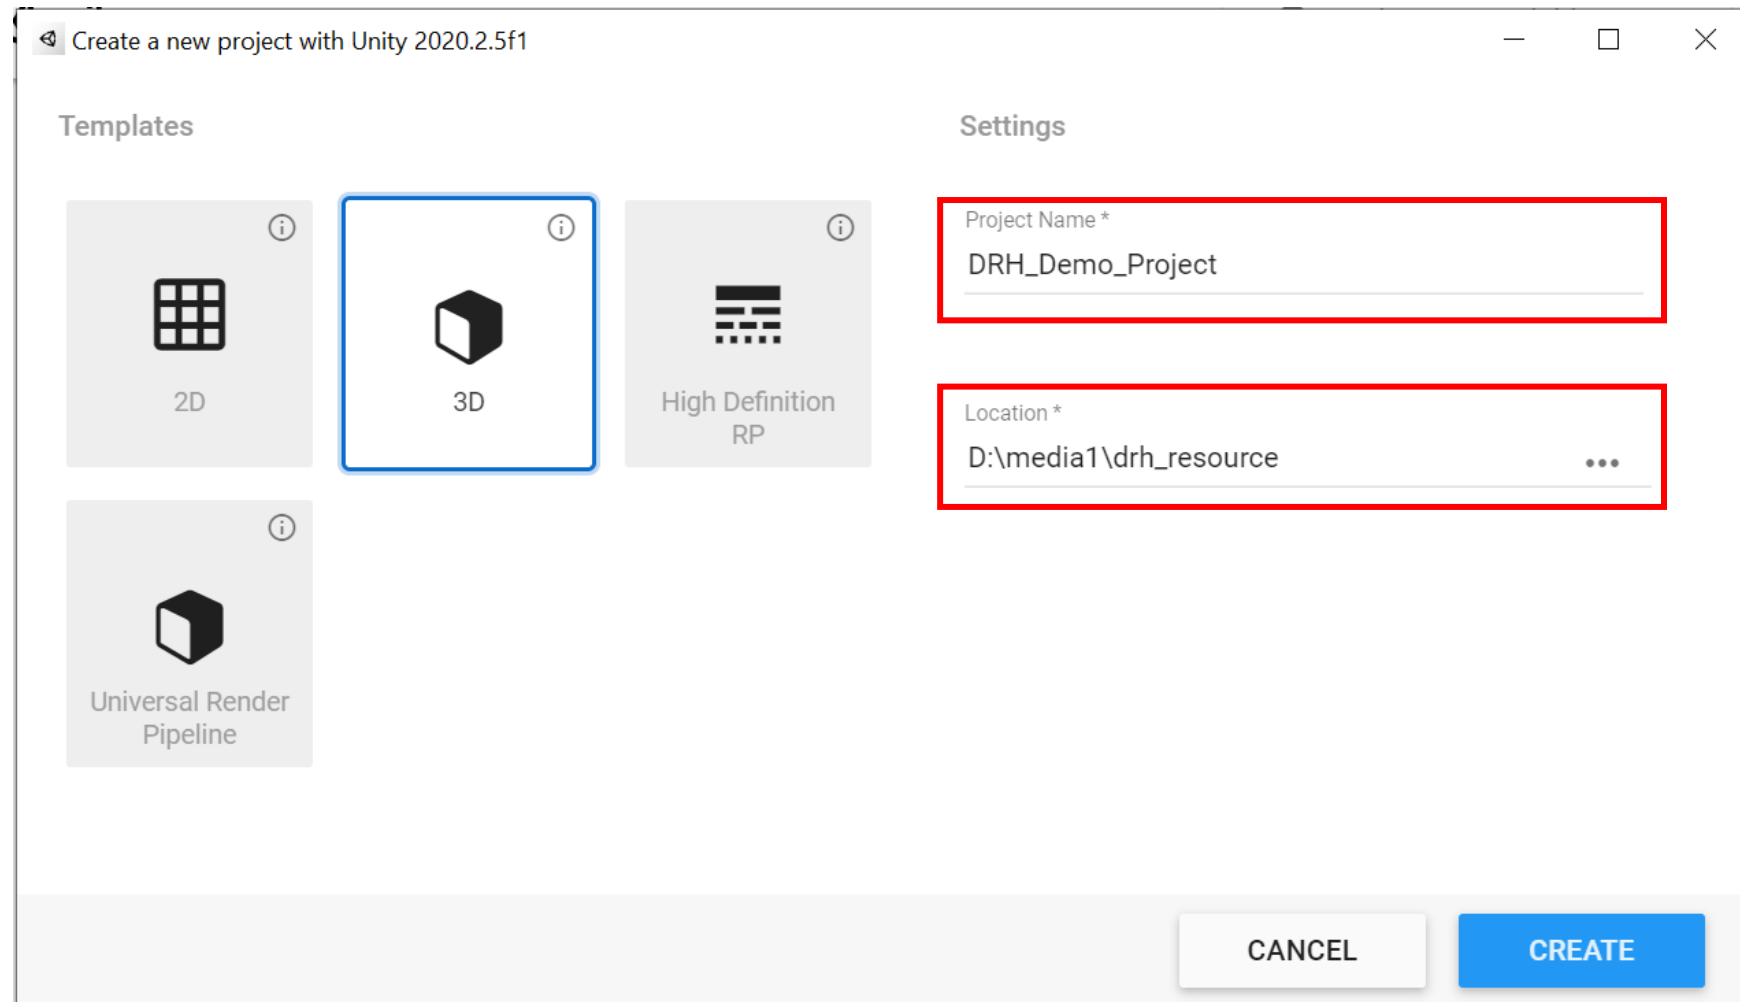 Create a new project with Unity 2020.2.5f1
Templates
Settings
2D
3D
High Definition
RP
Universal Render
Pipeline
Project Name *
DRH_Demo_Project
Location *
D:\media1\drh_resource
CANCEL
CREATE